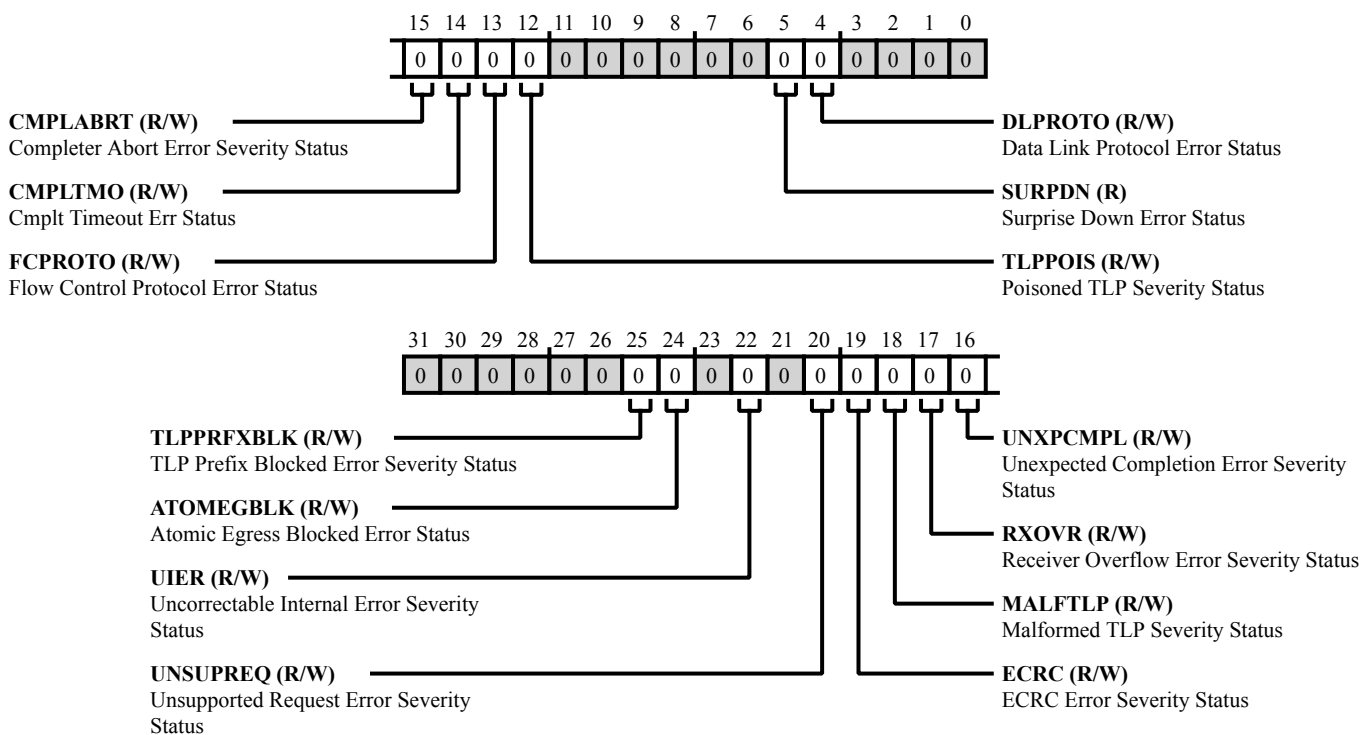 15 14 13 12 11 10 9 8 7 6 5 4 3 2 1 0
0 0 0 0 0 0 0 0 0 0 0 0 0 0 0 0
CMPLABRT (R/W)
Completer Abort Error Severity Status
CMPLTMO (R/W)
Cmplt Timeout Err Status
FCPROTO (R/W)
Flow Control Protocol Error Status
DLPROTO (R/W)
Data Link Protocol Error Status
SURPDN (R)
Surprise Down Error Status
TLPPOIS (R/W)
Poisoned TLP Severity Status
31 30 29 28 27 26 25 24 23 22 21 20 19 18 17 16
0 0 0 0 0 0 0 0 0 0 0 0 0 0 0 0
TLPPRFXBLK (R/W)
TLP Prefix Blocked Error Severity Status
ATOMEGBLK (R/W)
Atomic Egress Blocked Error Status
UIER (R/W)
Uncorrectable Internal Error Severity
Status
UNSUPREQ (R/W)
Unsupported Request Error Severity
Status
UNXPCMPL (R/W)
Unexpected Completion Error Severity
Status
RXOVR (R/W)
Receiver Overflow Error Severity Status
MALFTLP (R/W)
Malformed TLP Severity Status
ECRC (R/W)
ECRC Error Severity Status